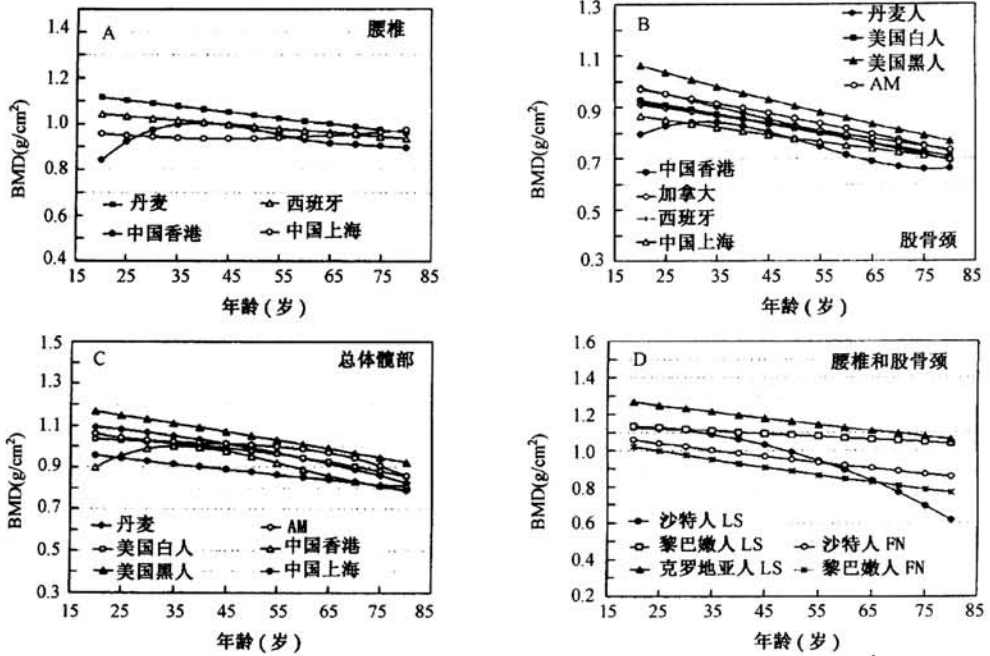 A 腰椎
1.4
1.2
1.1
1.0
0.9
0.8
0.6
0.4
BMD(g/cm²)
丹麦 西班牙
中国香港 中国上海
15 25 35 45 55 65 75 85
年龄(岁)
B
丹麦人
美国白人
美国黑人
AM
1.3
1.1
0.9
0.7
0.5
0.3
BMD(g/cm²)
中国香港
加拿大
西班牙
中国上海
股骨颈
15 25 35 45 55 65 75 85
年龄(岁)
C 总体髋部
1.5
1.3
1.1
0.9
0.7
0.5
0.3
BMD(g/cm²)
丹麦 AM
美国白人 中国香港
美国黑人 中国上海
15 25 35 45 55 65 75 85
年龄(岁)
D 腰椎和股骨颈
1.6
1.4
1.2
1.0
0.8
0.6
0.4
0.2
BMD(g/cm²)
沙特人 LS
黎巴嫩人 LS 沙特人 FN
克罗地亚人 LS 黎巴嫩人 FN
15 25 35 45 55 65 75 85
年龄(岁)